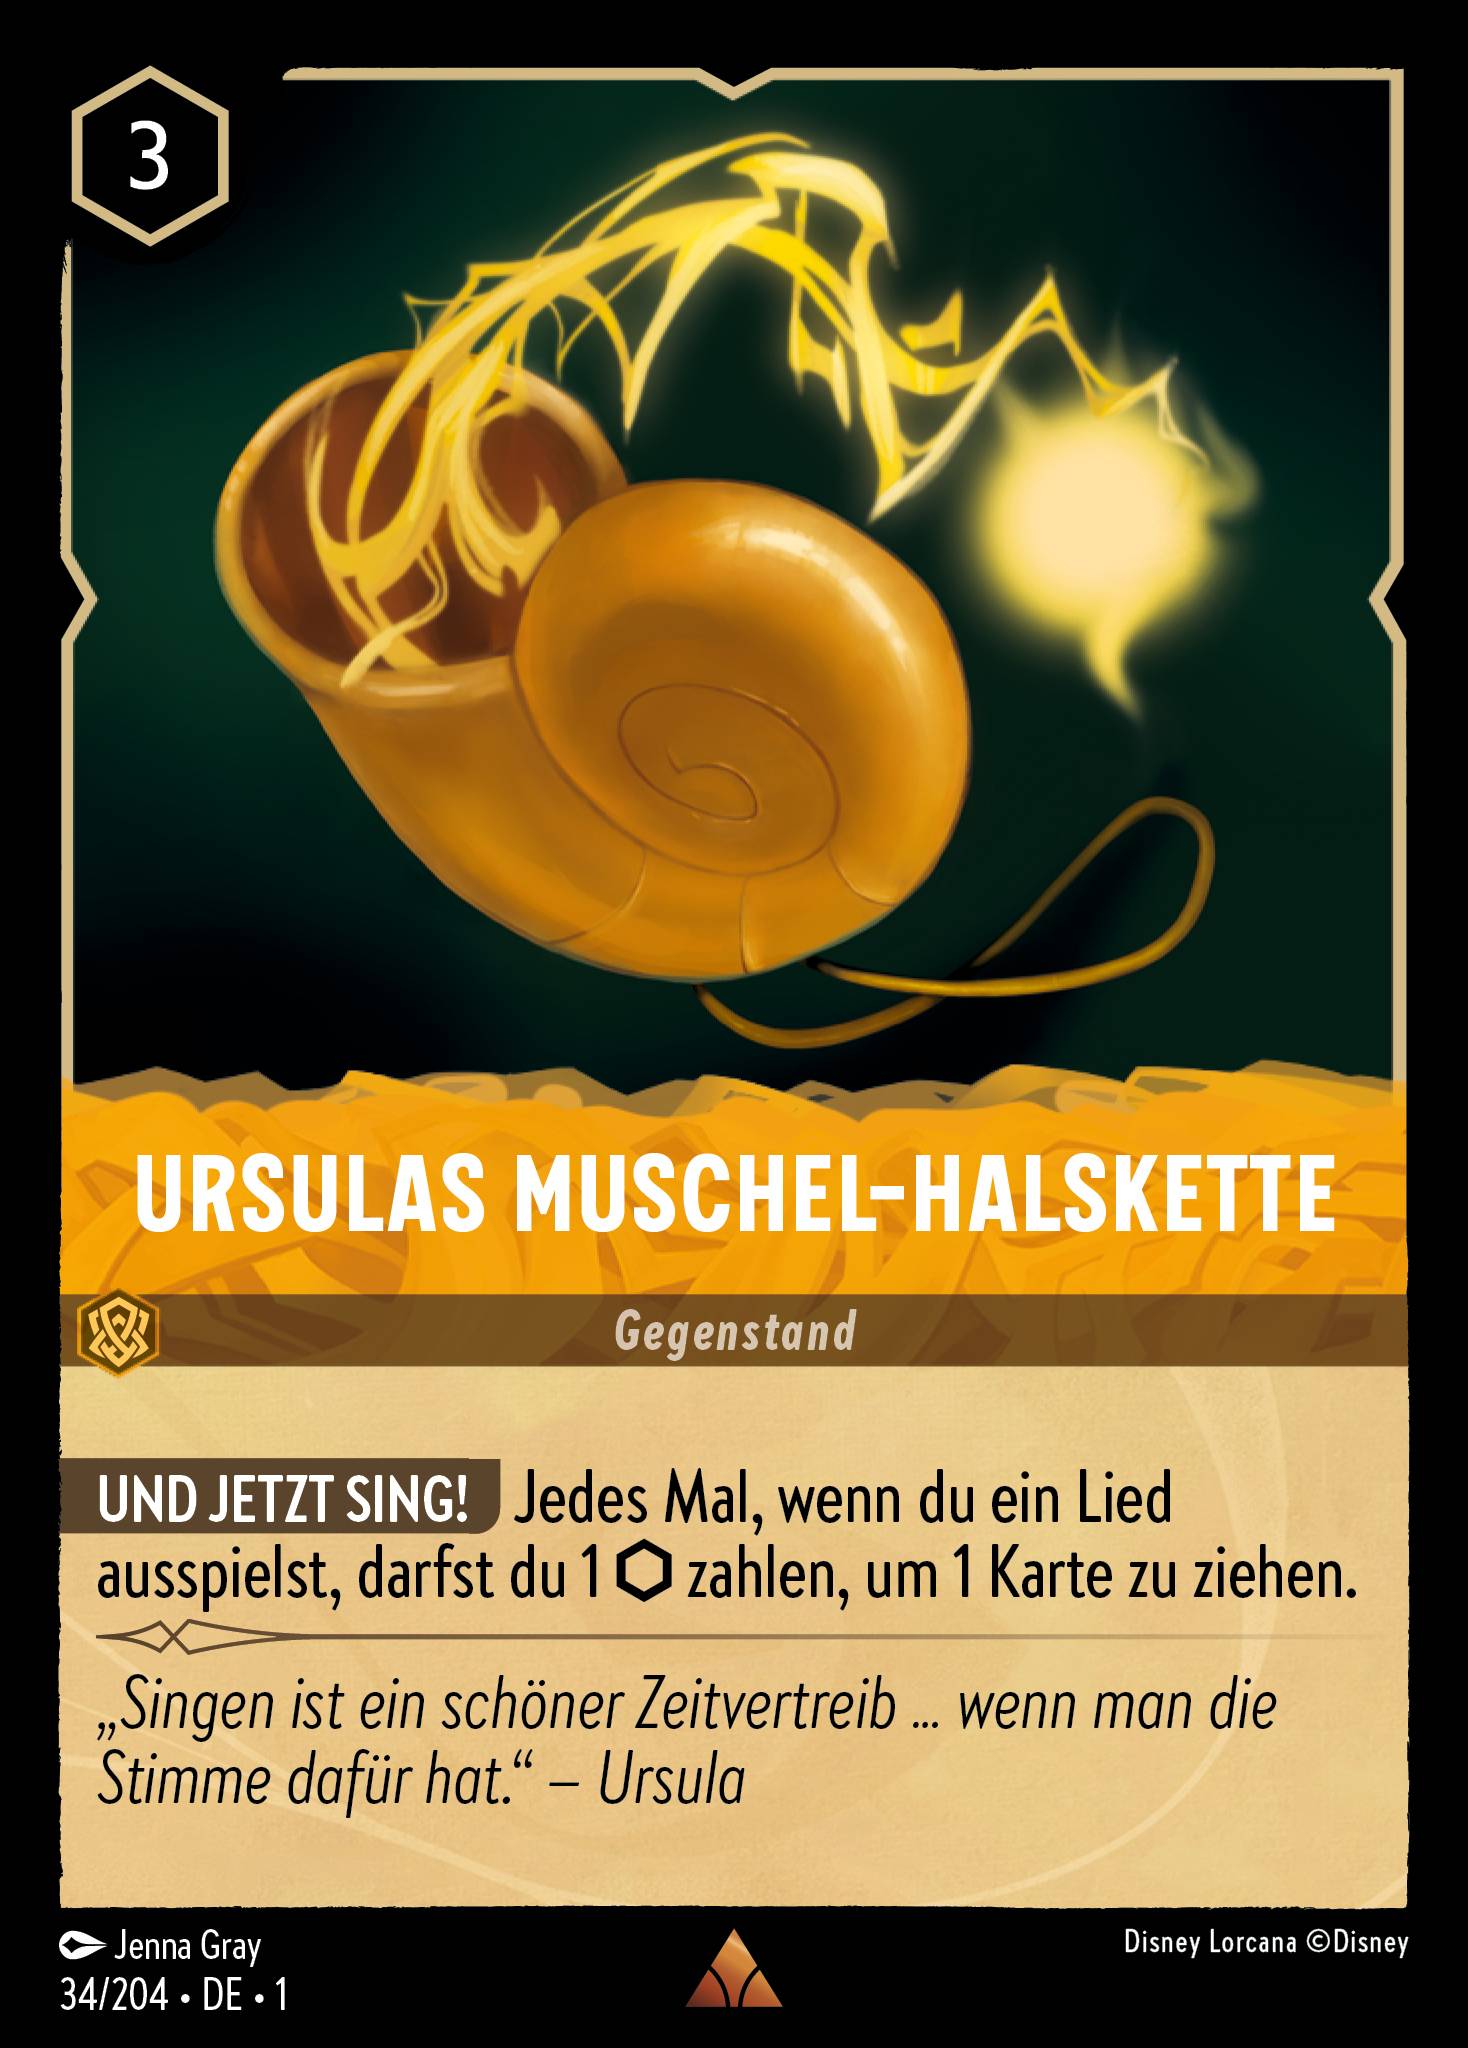 3
URSULAS MUSCHEL-HALSKETTE
Gegenstand
UND JETZT SING! Jedes Mal, wenn du ein Lied
ausspielst, darfst du 1 ⬡ zahlen, um 1 Karte zu ziehen.
„Singen ist ein schöner Zeitvertreib ... wenn man die
Stimme dafür hat.“ – Ursula
Jenna Gray
34/204 • DE • 1
Disney Lorcana ©Disney